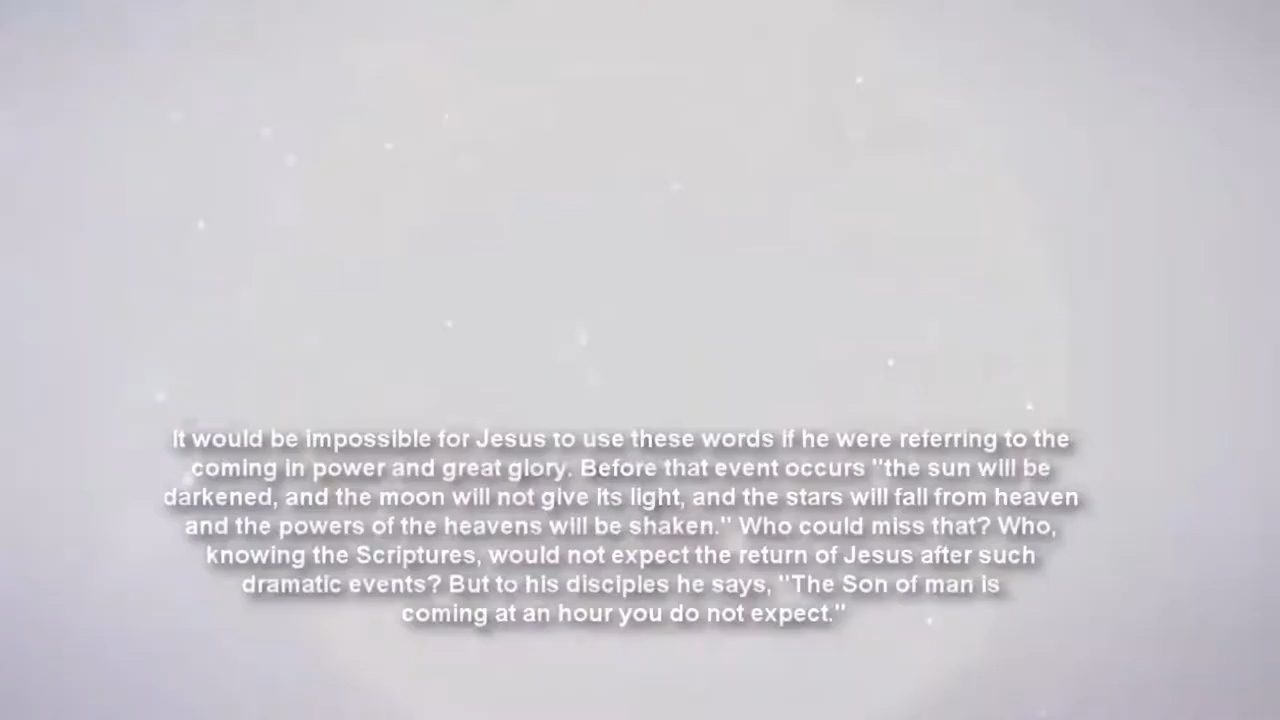 It would be impossible for Jesus to use these words if he were referring to the
coming in power and great glory. Before that event occurs "the sun will be
darkened, and the moon will not give its light, and the stars will fall from heaven
and the powers of the heavens will be shaken." Who could miss that? Who,
knowing the Scriptures, would not expect the return of Jesus after such
dramatic events? But to his disciples he says, "The Son of man is
coming at an hour you do not expect."